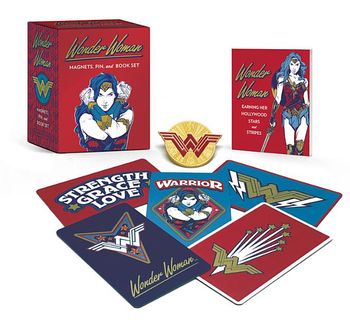 Wonder
Woman
MAGNETS,
PIN, and
BOOK SET
Wonder Woman
MAGNETS, PIN, and BOOK SET
Wonder
Woman
EARNING HER
HOLLYWOOD
STARS
AND
STRIPES
STRENGTH
GRACE
LOVE
WARRIOR
Wonder Woman